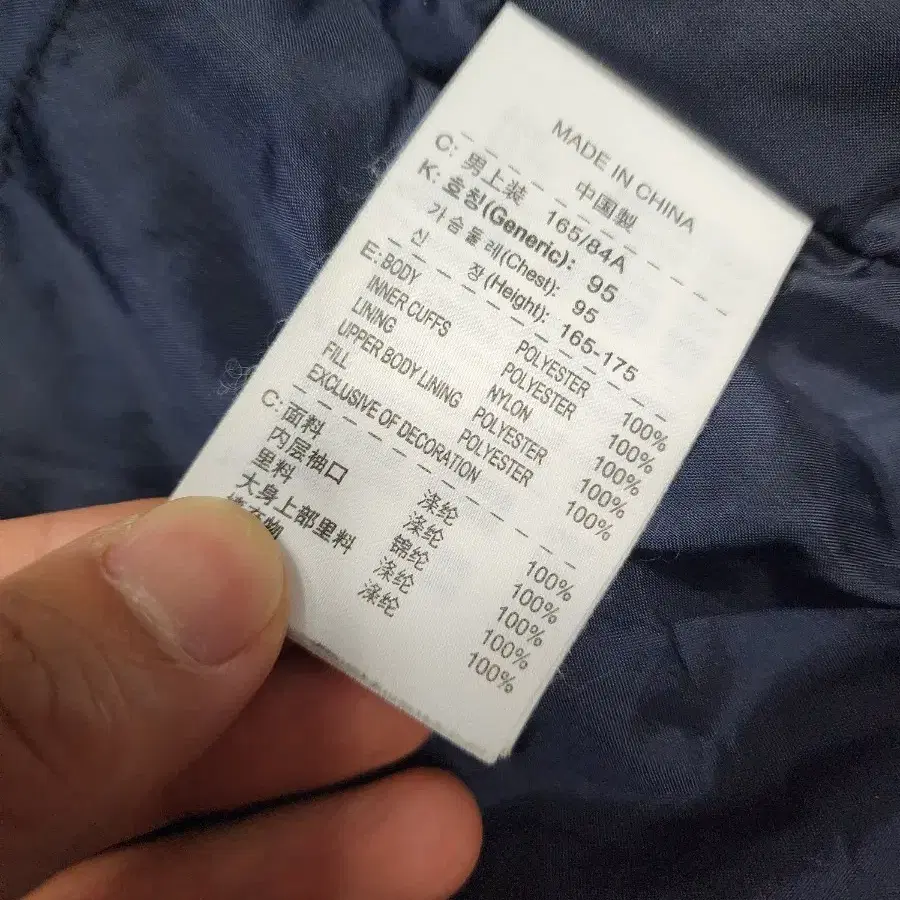 MADE IN CHINA
中国製
C: 男上装 165/84A
K: 호칭(Generic): 95
가슴둘레(Chest): 95
신 장(Height): 165-175
E: BODY POLYESTER 100%
INNER CUFFS POLYESTER 100%
LINING NYLON 100%
UPPER BODY LINING POLYESTER 100%
FILL POLYESTER 100%
EXCLUSIVE OF DECORATION
C: 面料 涤纶 100%
内层袖口 涤纶 100%
里料 锦纶 100%
大身上部里料 涤纶 100%
涤纶 100%